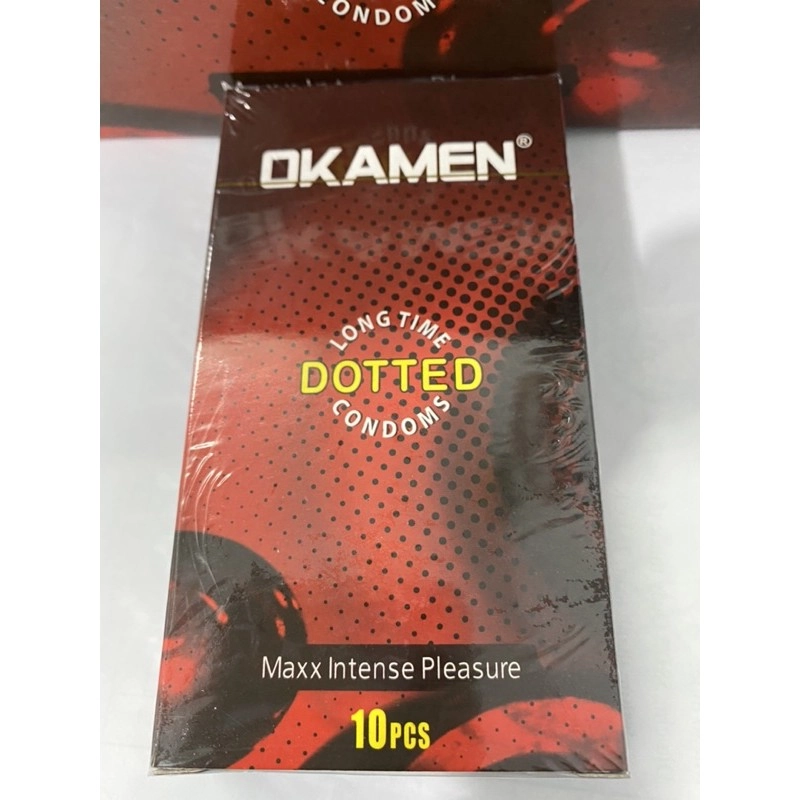 CONDOM
OKAMEN®
LONG TIME
DOTTED
CONDOMS
Maxx Intense Pleasure
10PCS